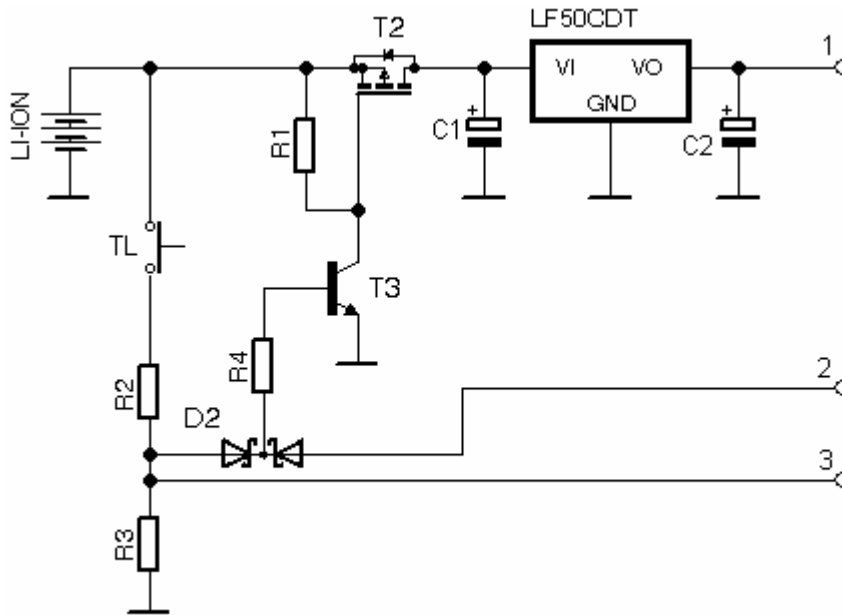 LF50CDT
T2
1
VI
VO
GND
LI-ION
R1
C1
+
C2
+
TL
T3
R4
2
R2
D2
3
R3